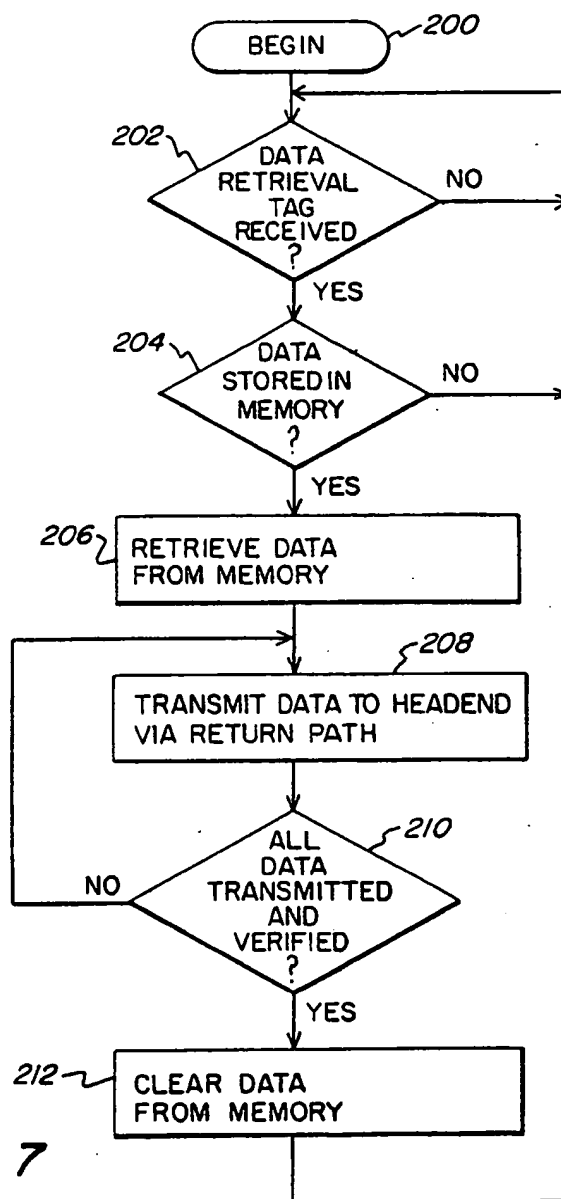 BEGIN
200
202
DATA
RETRIEVAL
TAG
RECEIVED
?
NO
YES
204
DATA
STORED IN
MEMORY
?
NO
YES
206
RETRIEVE DATA
FROM MEMORY
208
TRANSMIT DATA TO HEADEND
VIA RETURN PATH
210
ALL
DATA
TRANSMITTED
AND
VERIFIED
?
NO
YES
212
CLEAR DATA
FROM MEMORY
7